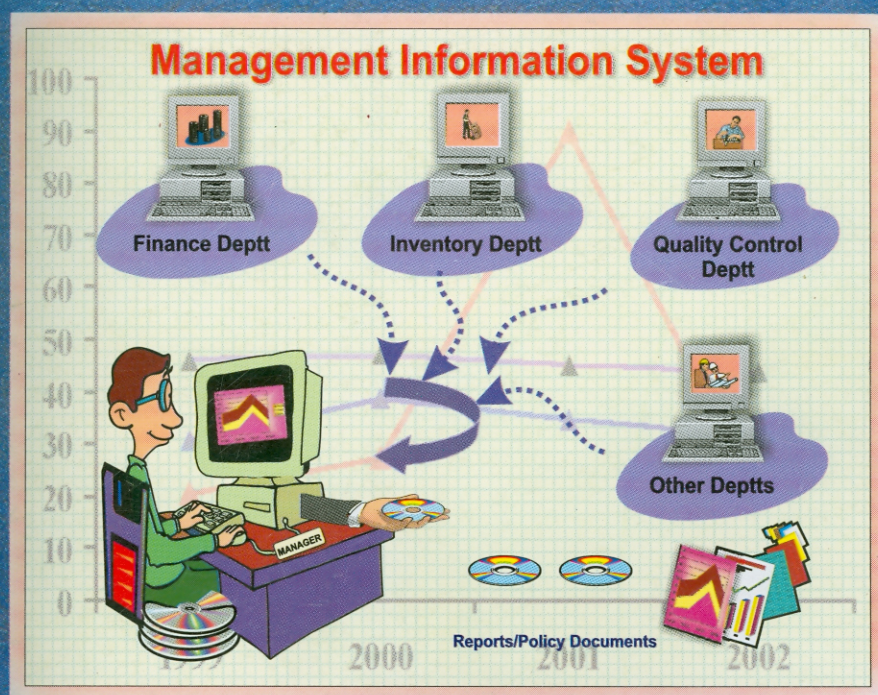 Management Information System
100
90
80
70
60
50
40
30
20
10
0
Finance Deptt
Inventory Deptt
Quality Control
Deptt
Other Deptts
MANAGER
Reports/Policy Documents
1999
2000
2001
2002